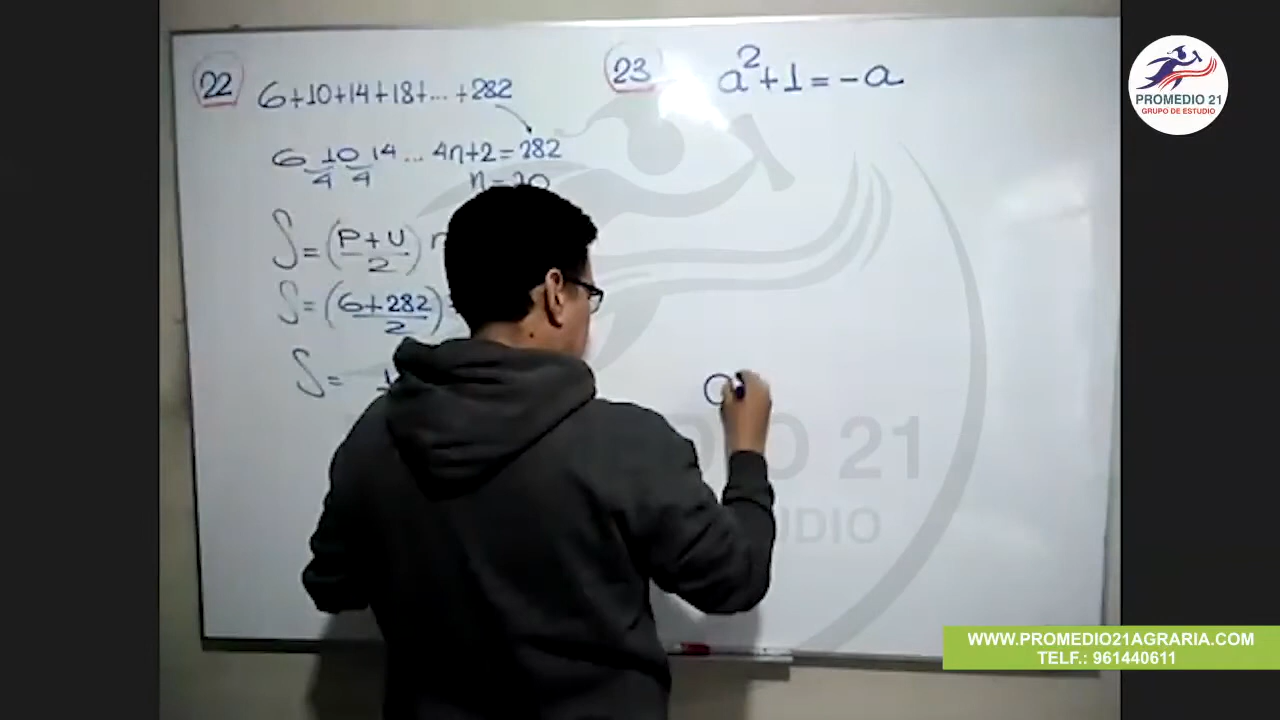 22
6+10+14+18+... +282
6 10 14 ... 4n+2=282
4 4
n=
S=(P+U/2)
S=(6+282/2)
S=
23
a²+1=-a
PROMEDIO 21
GRUPO DE ESTUDIO
WWW.PROMEDIO21AGRARIA.COM
TELF.: 961440611